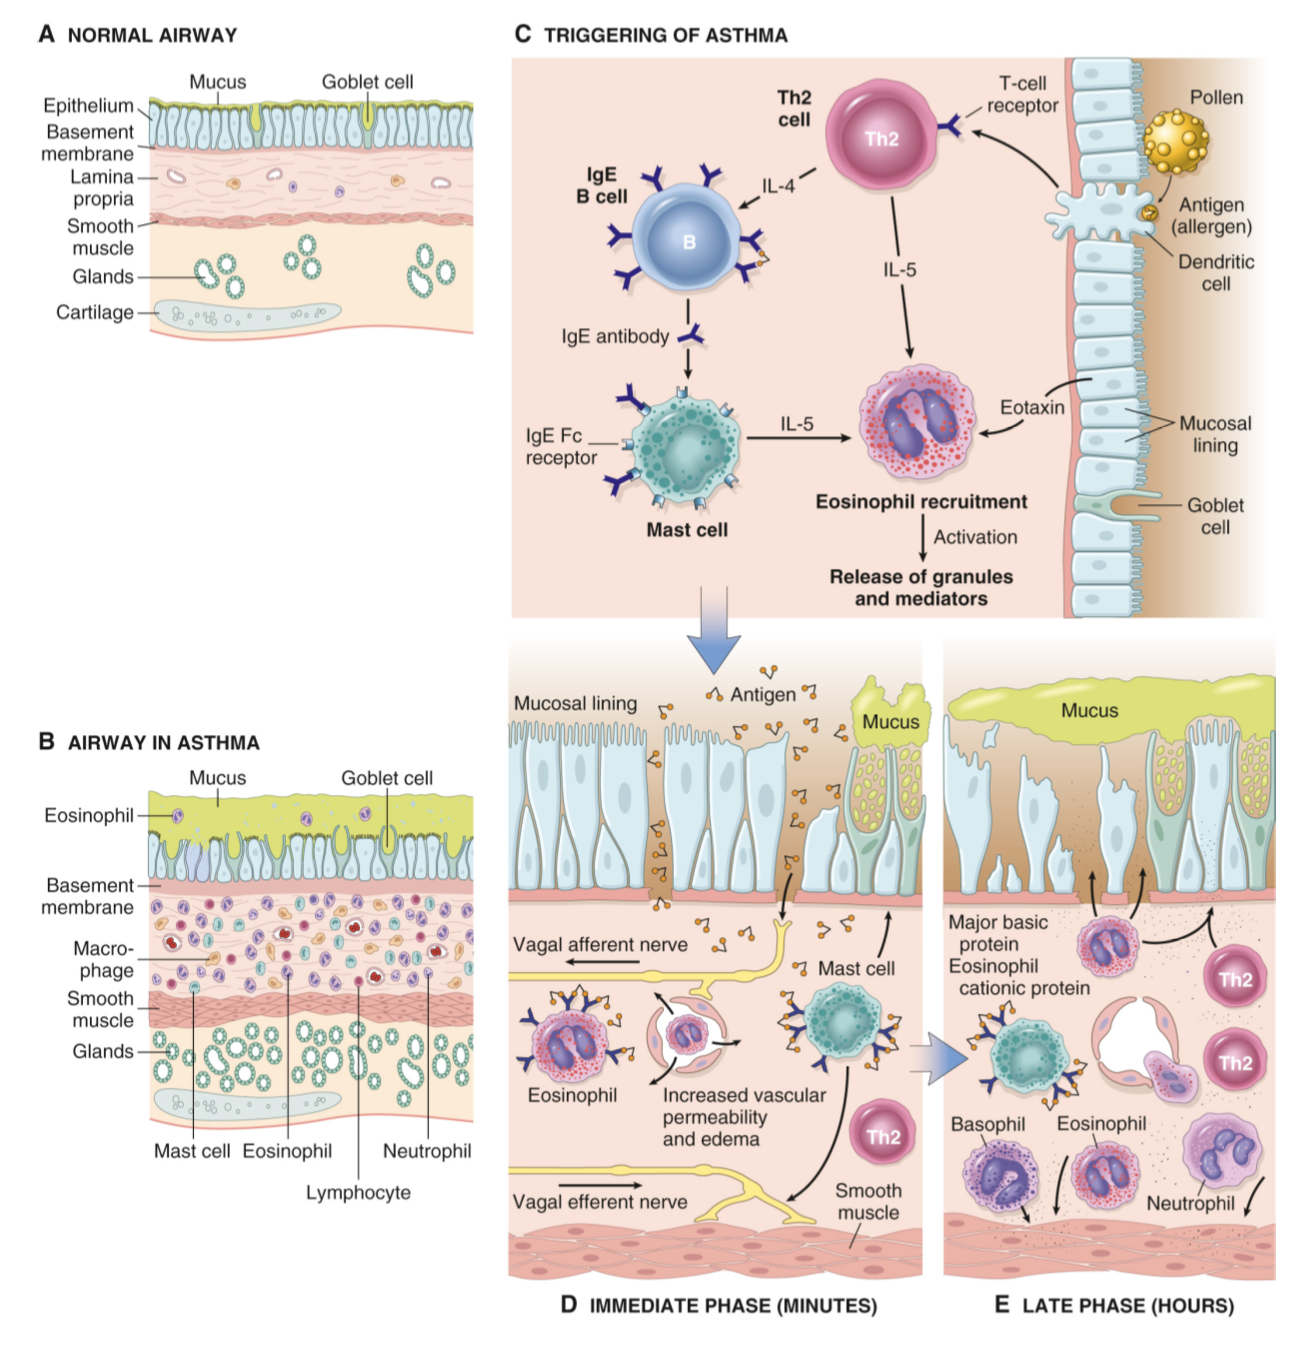 A NORMAL AIRWAY
Mucus
Goblet cell
Epithelium
Basement
membrane
Lamina
propria
Smooth
muscle
Glands
Cartilage
B AIRWAY IN ASTHMA
Mucus
Goblet cell
Eosinophil
Basement
membrane
Macro-
phage
Smooth
muscle
Glands
Mast cell
Eosinophil
Neutrophil
Lymphocyte
C TRIGGERING OF ASTHMA
Th2
cell
Th2
T-cell
receptor
Pollen
IgE
B cell
IL-4
B
Antigen
(allergen)
Dendritic
cell
IL-5
IgE antibody
Eotaxin
IgE Fc
receptor
IL-5
Mucosal
lining
Mast cell
Eosinophil recruitment
Goblet
cell
Activation
Release of granules
and mediators
Mucosal lining
Antigen
Mucus
Vagal afferent nerve
Mast cell
Eosinophil
Increased vascular
permeability
and edema
Th2
Vagal efferent nerve
Smooth
muscle
D IMMEDIATE PHASE (MINUTES)
Mucus
Major basic
protein
Eosinophil
cationic protein
Th2
Th2
Basophil
Eosinophil
Neutrophil
E LATE PHASE (HOURS)